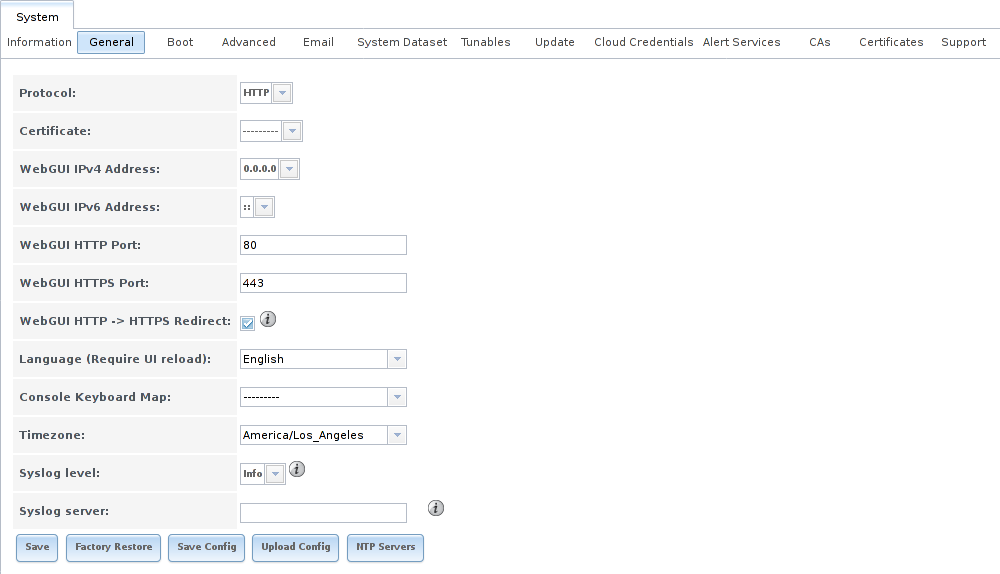 System
Information General Boot Advanced Email System Dataset Tunables Update Cloud Credentials Alert Services CAs Certificates Support
Protocol: HTTP
Certificate: ---------
WebGUI IPv4 Address: 0.0.0.0
WebGUI IPv6 Address: ::
WebGUI HTTP Port: 80
WebGUI HTTPS Port: 443
WebGUI HTTP -> HTTPS Redirect: i
Language (Require UI reload): English
Console Keyboard Map: ---------
Timezone: America/Los_Angeles
Syslog level: Info i
Syslog server: i
Save Factory Restore Save Config Upload Config NTP Servers